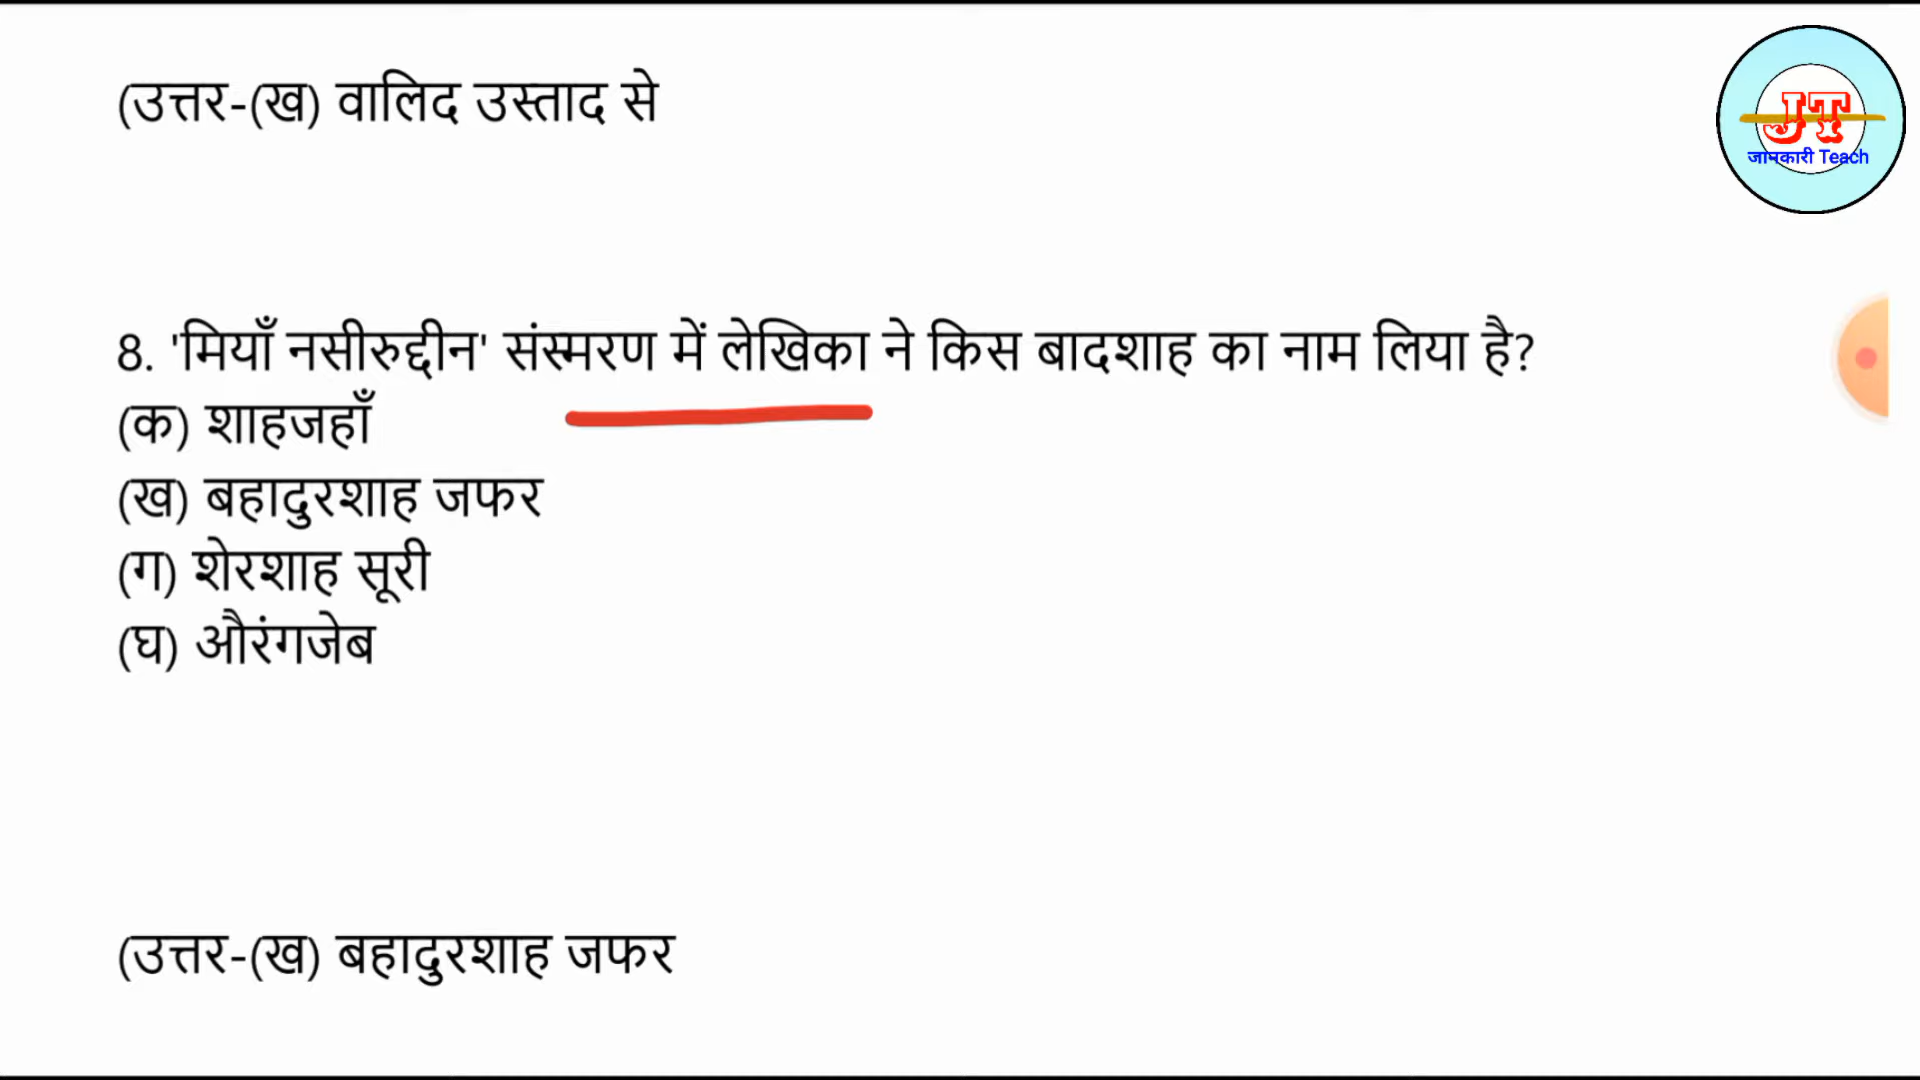 (उत्तर-(ख) वालिद उस्ताद से
JT
जानकारी Teach
8. 'मियाँ नसीरुद्दीन' संस्मरण में लेखिका ने किस बादशाह का नाम लिया है?
(क) शाहजहाँ
(ख) बहादुरशाह जफर
(ग) शेरशाह सूरी
(घ) औरंगजेब
(उत्तर-(ख) बहादुरशाह जफर